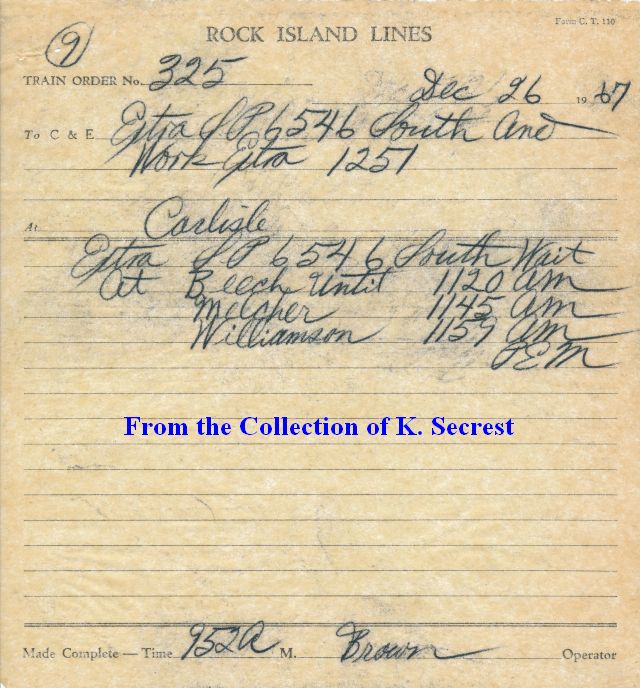 9
Form C. T. 110
ROCK ISLAND LINES
TRAIN ORDER No. 325
Dec 26 1967
To C & E Extra SP 6546 South And
Work Extra 1251
At Carlisle
Extra SP 6546 South Wait
At Beech Until 1120 AM
Melcher 1145 AM
Williamson 1159 AM
From the Collection of K. Secrest
Made Complete — Time 952A M. Brown Operator